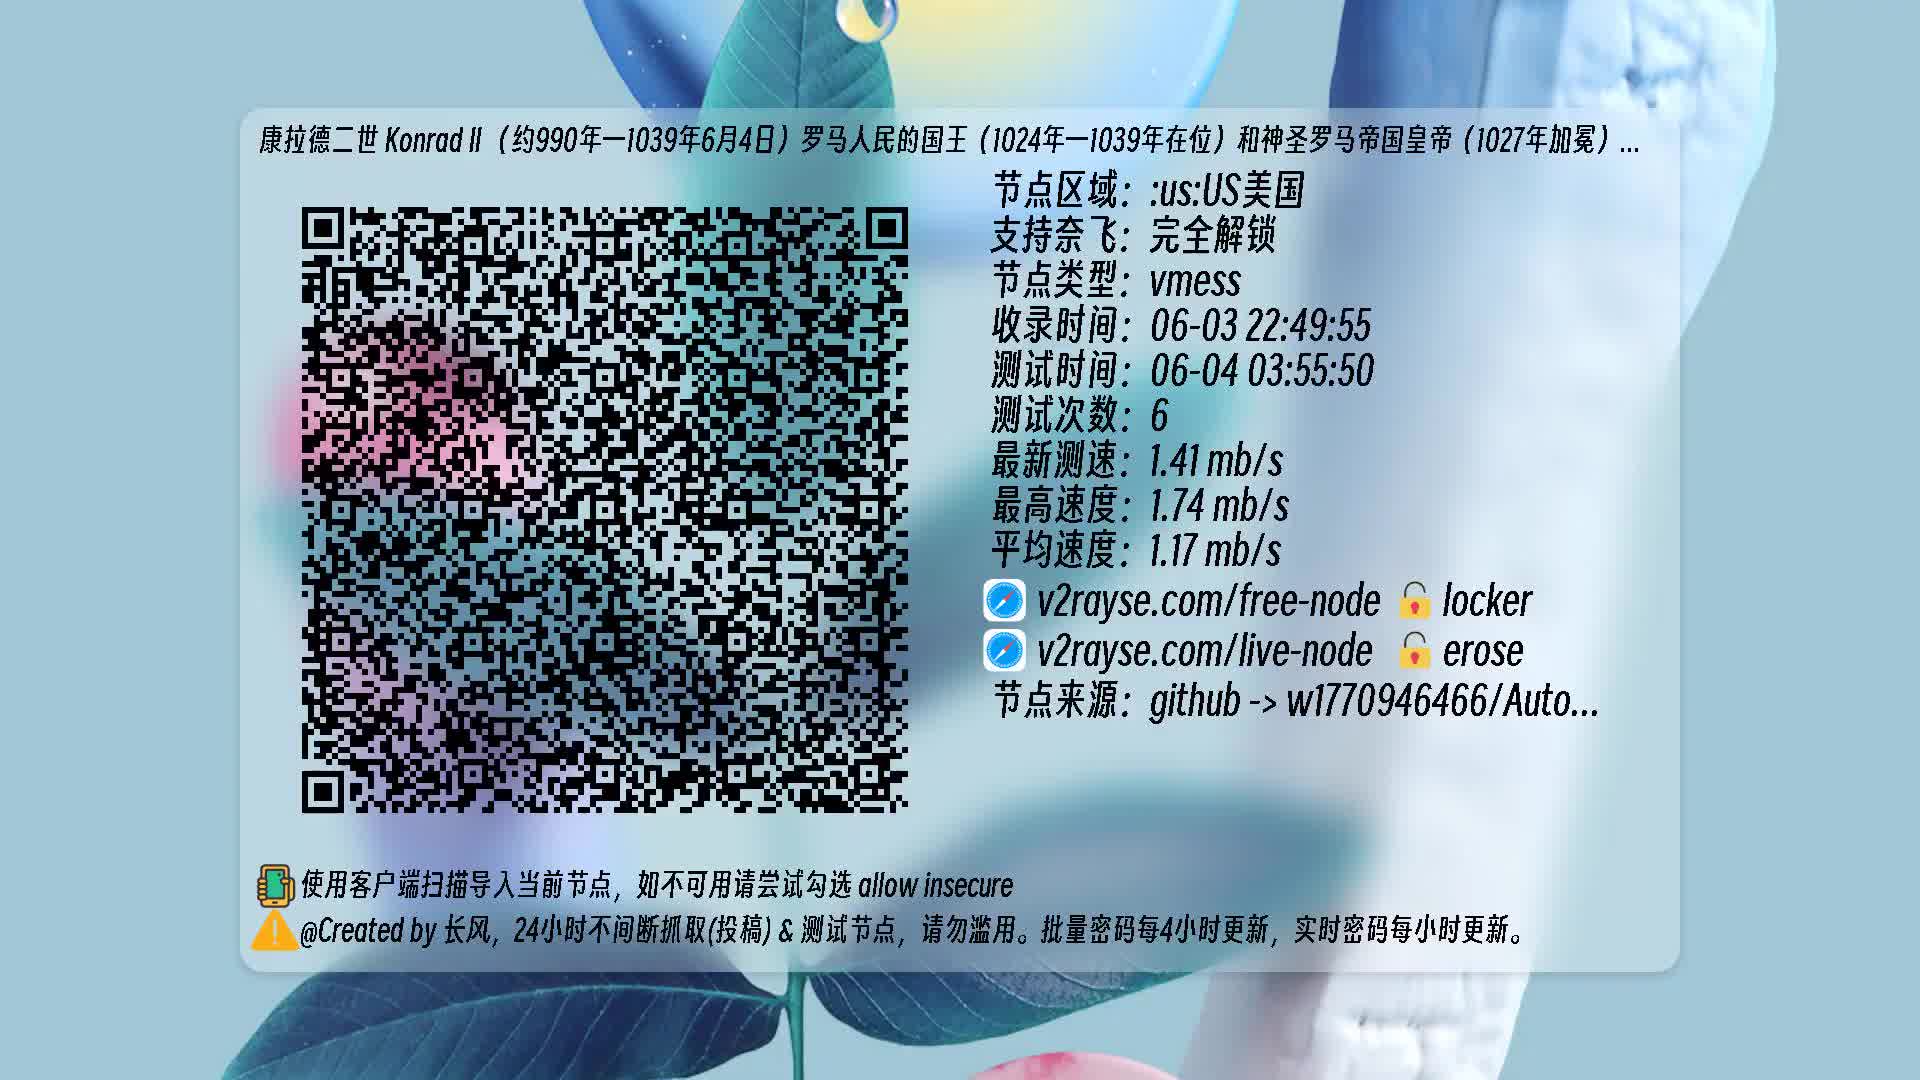 康拉德二世 Konrad II（约990年—1039年6月4日）罗马人民的国王（1024年—1039年在位）和神圣罗马帝国皇帝（1027年加冕）...
节点区域：:us:US美国
支持奈飞：完全解锁
节点类型：vmess
收录时间：06-03 22:49:55
测试时间：06-04 03:55:50
测试次数：6
最新测速：1.41 mb/s
最高速度：1.74 mb/s
平均速度：1.17 mb/s
v2rayse.com/free-node locker
v2rayse.com/live-node erose
节点来源：github -> w1770946466/Auto...
使用客户端扫描导入当前节点，如不可用请尝试勾选 allow insecure
@Created by 长风，24小时不间断抓取(投稿) & 测试节点，请勿滥用。批量密码每4小时更新，实时密码每小时更新。